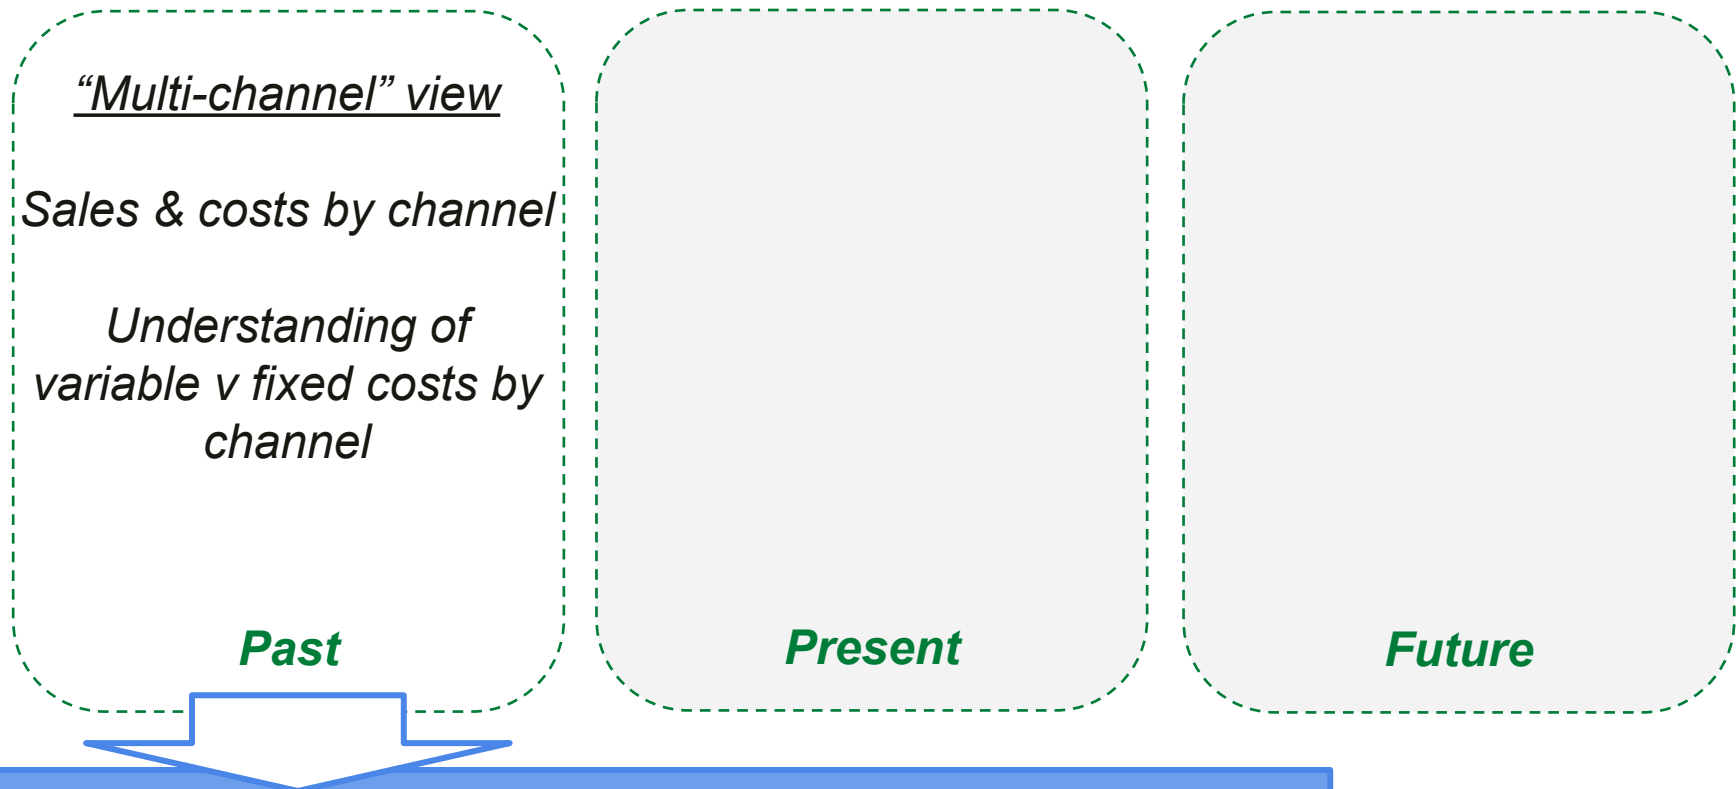 “Multi-channel” view
Sales & costs by channel
Understanding of
variable v fixed costs by
channel
Past
Present
Future